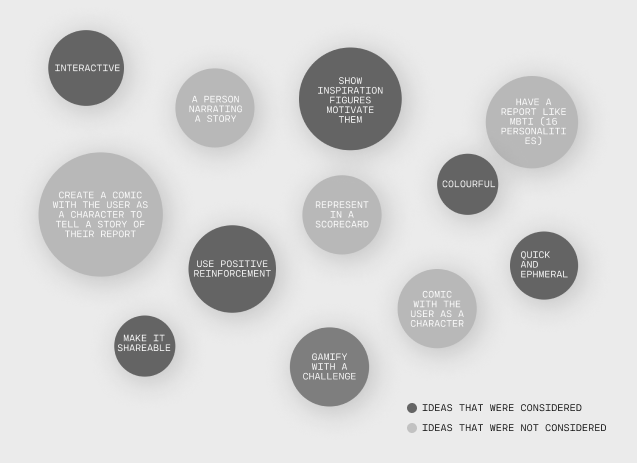 INTERACTIVE
A PERSON
NARRATING
A STORY
SHOW
INSPIRATION
FIGURES
MOTIVATE
THEM
HAVE A
REPORT LIKE
MBTI (16
PERSONALITI
ES)
COLOURFUL
CREATE A COMIC
WITH THE USER AS
A CHARACTER TO
TELL A STORY OF
THEIR REPORT
REPRESENT
IN A
SCORECARD
USE POSITIVE
REINFORCEMENT
QUICK
AND
EPHMERAL
COMIC
WITH THE
USER AS A
CHARACTER
MAKE IT
SHAREABLE
GAMIFY
WITH A
CHALLENGE
IDEAS THAT WERE CONSIDERED
IDEAS THAT WERE NOT CONSIDERED